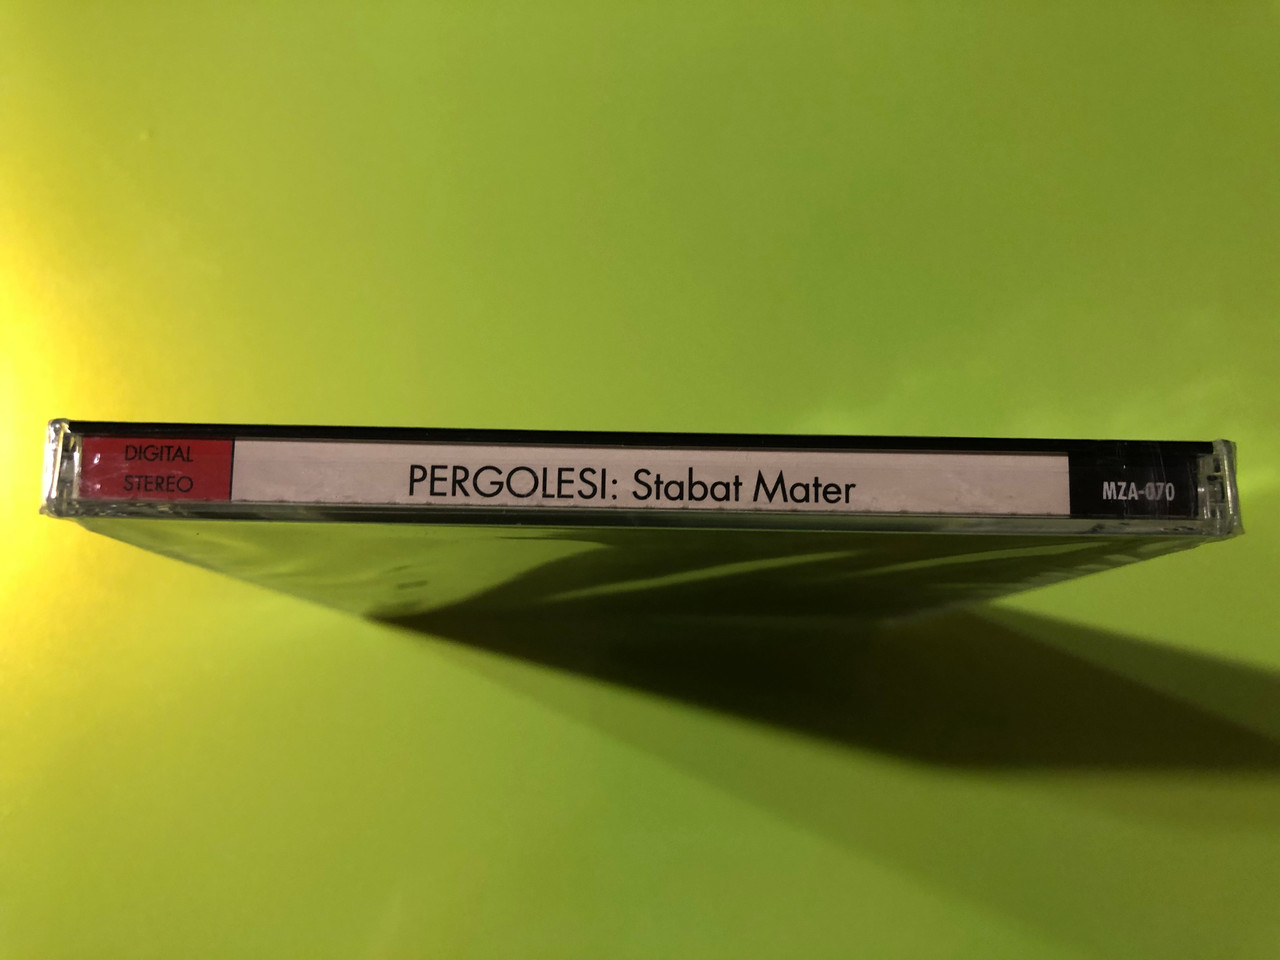 DIGITAL
STEREO
PERGOLESI: Stabat Mater
MZA-070